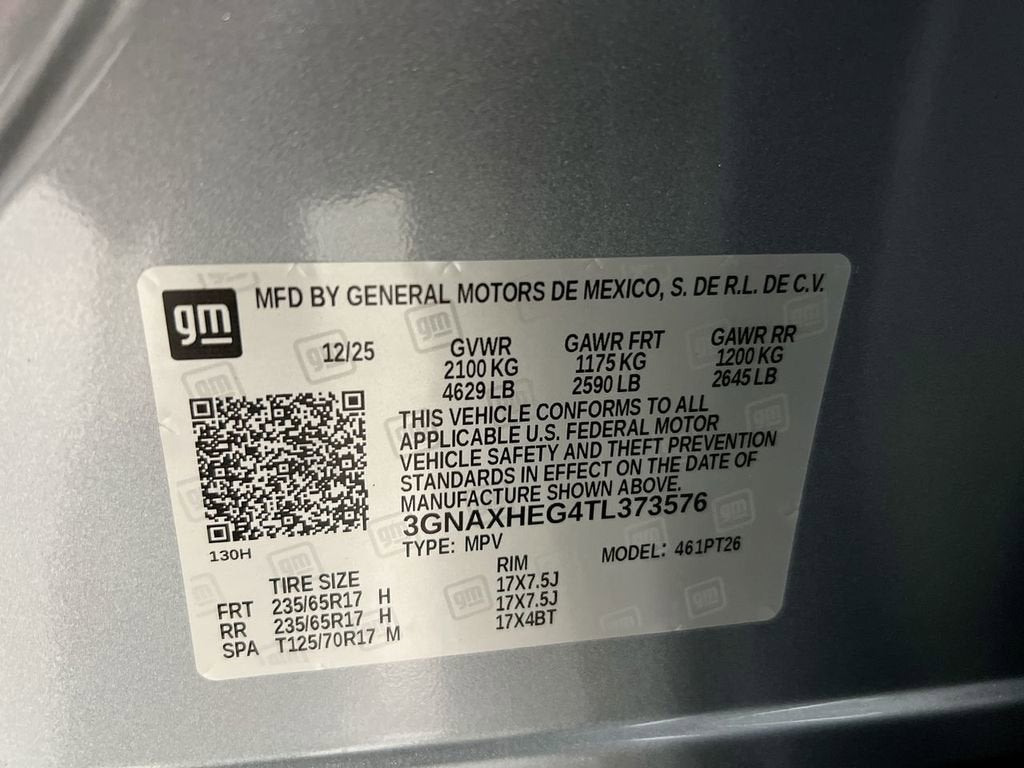 gm
MFD BY GENERAL MOTORS DE MEXICO, S. DE R.L. DE C.V.
12/25
GVWR GAWR FRT GAWR RR
2100 KG 1175 KG 1200 KG
4629 LB 2590 LB 2645 LB
THIS VEHICLE CONFORMS TO ALL
APPLICABLE U.S. FEDERAL MOTOR
VEHICLE SAFETY AND THEFT PREVENTION
STANDARDS IN EFFECT ON THE DATE OF
MANUFACTURE SHOWN ABOVE.
3GNAXHEG4TL373576
130H
TYPE: MPV MODEL: 461PT26
TIRE SIZE RIM
FRT 235/65R17 H 17X7.5J
RR 235/65R17 H 17X7.5J
SPA T125/70R17 M 17X4BT